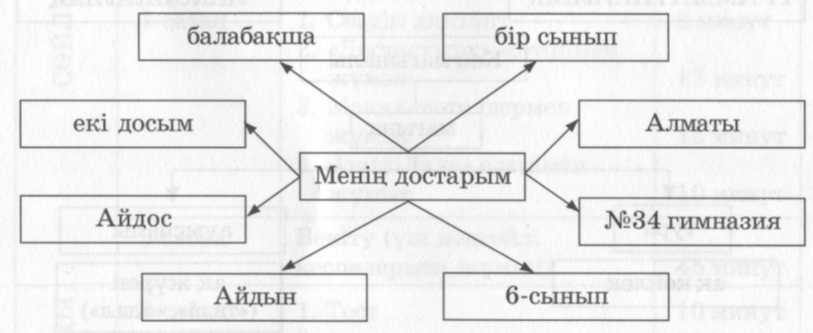 балабақша
бір сынып
екі досым
Алматы
Менің достарым
Айдос
№34 гимназия
Айдын
6-сынып